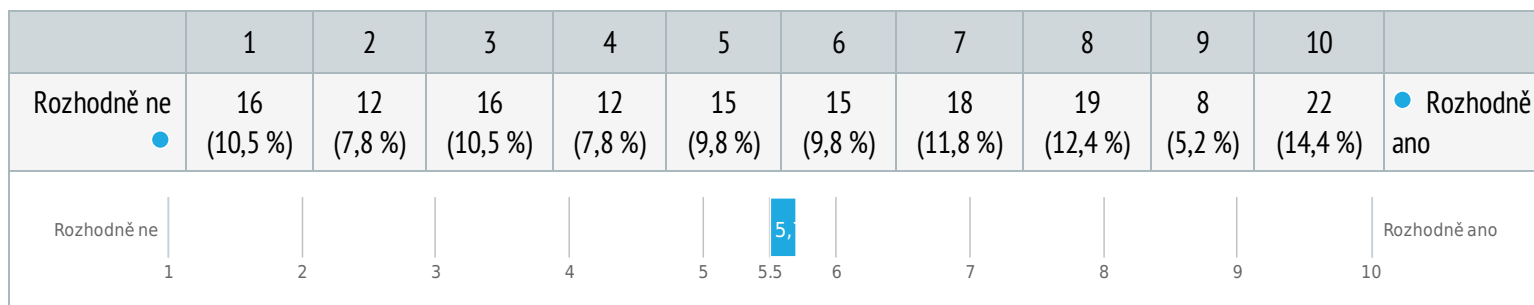 1 2 3 4 5 6 7 8 9 10
Rozhodně ne 16 12 16 12 15 15 18 19 8 22 Rozhodně
(10,5 %) (7,8 %) (10,5 %) (7,8 %) (9,8 %) (9,8 %) (11,8 %) (12,4 %) (5,2 %) (14,4 %) ano
Rozhodně ne 5, Rozhodně ano
1 2 3 4 5 5.5 6 7 8 9 10